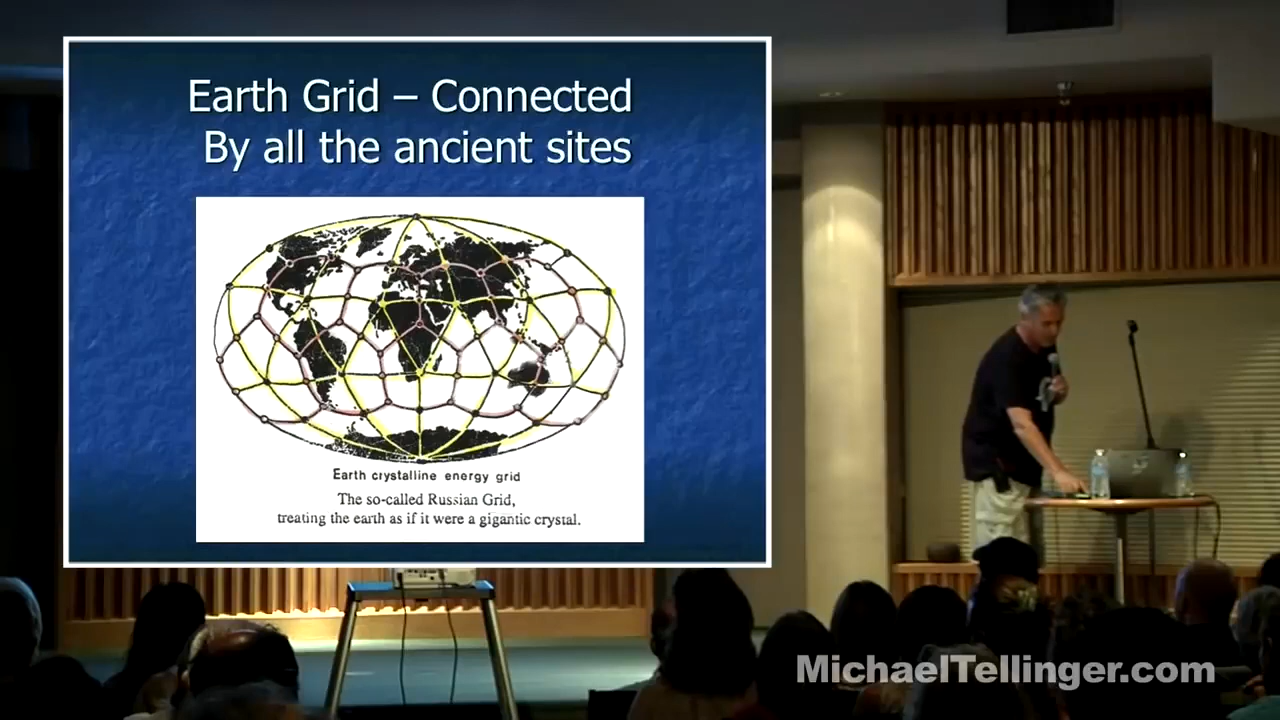 Earth Grid – Connected
By all the ancient sites
Earth crystalline energy grid
The so-called Russian Grid,
treating the earth as if it were a gigantic crystal.
MichaelTellinger.com